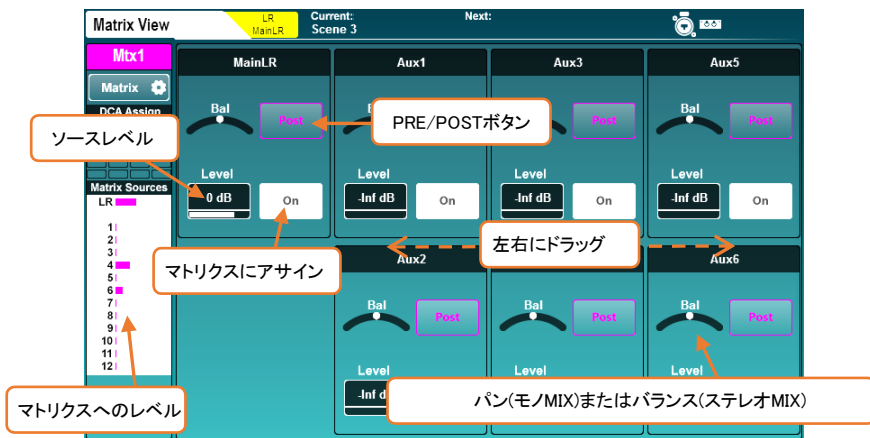 Matrix View
LR
MainLR
Current:
Scene 3
Next:
Mtx1
Matrix
DCA Assign
Matrix Sources
LR
1
2
3
4
5
6
7
8
9
10
11
12
MainLR
Bal
Post
Level
0 dB
On
Aux1
Level
-Inf dB
On
Aux3
Post
Level
-Inf dB
On
Aux5
Bal
Post
Level
-Inf dB
On
Aux2
Bal
Post
Level
-Inf
Bal
Post
Level
Aux6
Bal
Post
Level
ソースレベル
PRE/POSTボタン
マトリクスにアサイン
左右にドラッグ
マトリクスへのレベル
パン(モノMIX)またはバランス(ステレオMIX)